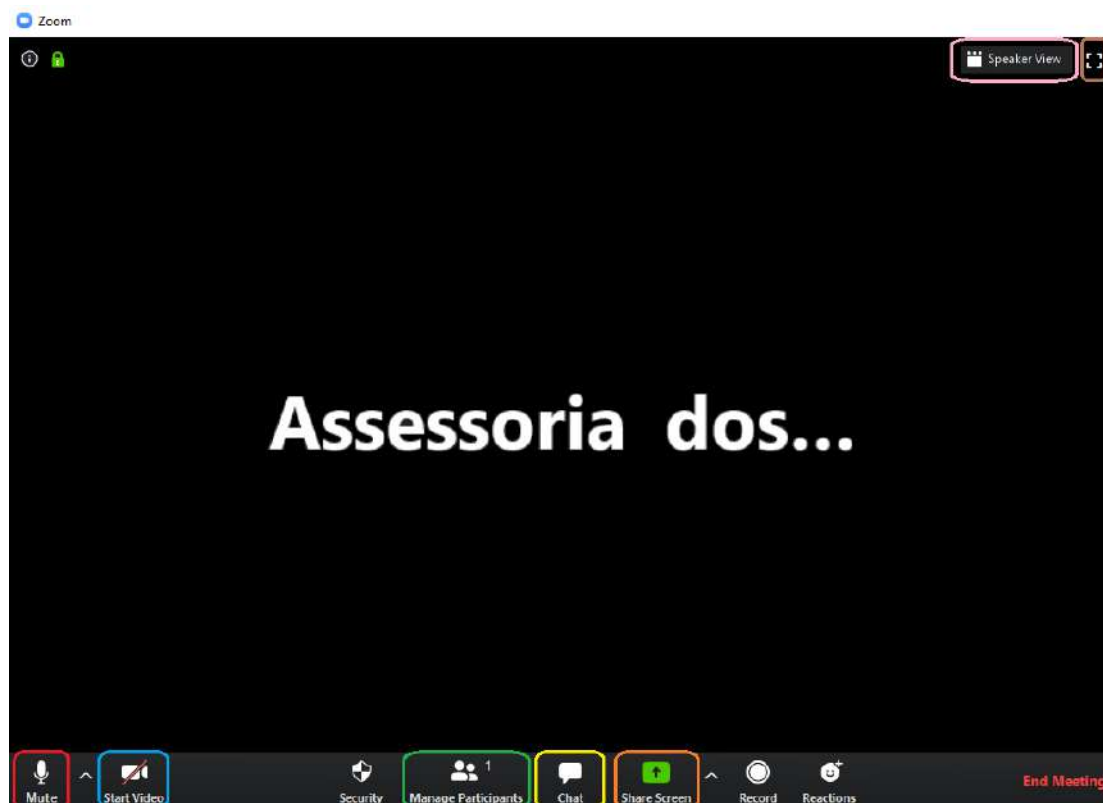 Zoom
Speaker View
Assessoria dos...
1
Mute Start Video Security Manage Participants Chat Share Screen Record Reactions End Meeting